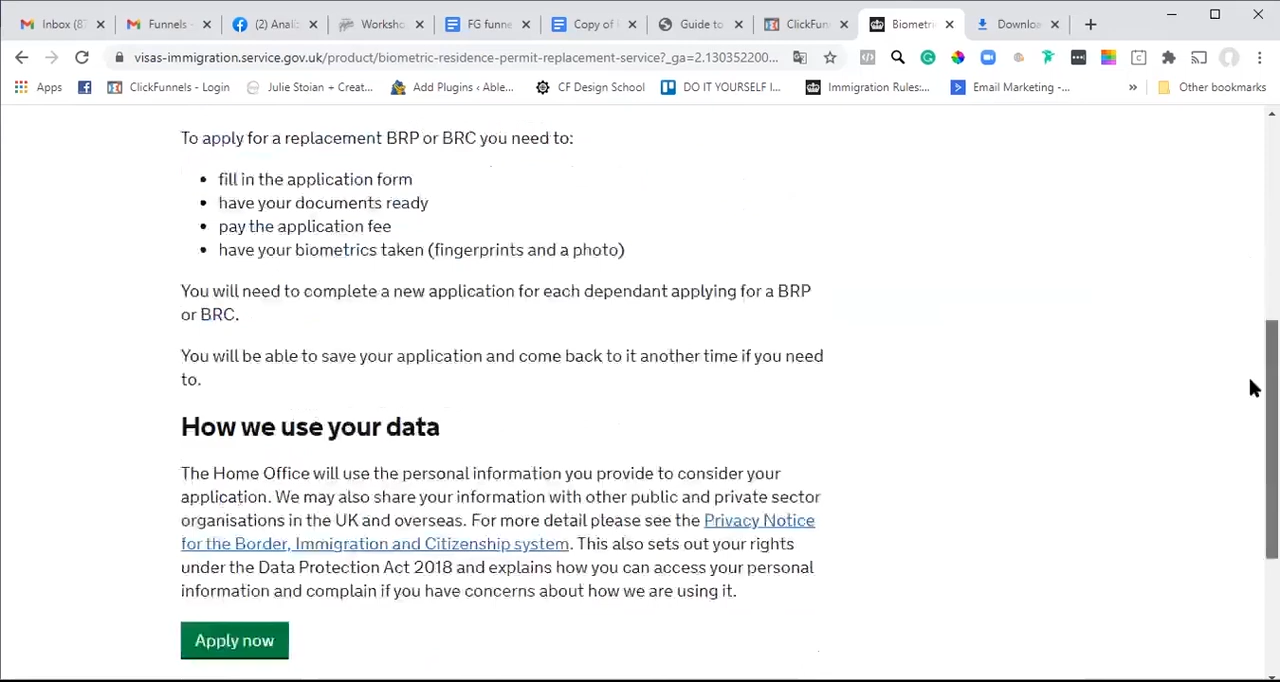 Inbox (87
Funnels -
(2) Anali
Worksho
FG funne
Copy of
Guide to
ClickFun
Biometri
Downloa
visas-immigration.service.gov.uk/product/biometric-residence-permit-replacement-service?_ga=2.130352200...
Apps
ClickFunnels - Login
Julie Stoian + Creat...
Add Plugins ‹ Able...
CF Design School
DO IT YOURSELF I...
Immigration Rules:...
Email Marketing -...
»
Other bookmarks
To apply for a replacement BRP or BRC you need to:
• fill in the application form
• have your documents ready
• pay the application fee
• have your biometrics taken (fingerprints and a photo)
You will need to complete a new application for each dependant applying for a BRP
or BRC.
You will be able to save your application and come back to it another time if you need
to.
How we use your data
The Home Office will use the personal information you provide to consider your
application. We may also share your information with other public and private sector
organisations in the UK and overseas. For more detail please see the Privacy Notice
for the Border, Immigration and Citizenship system. This also sets out your rights
under the Data Protection Act 2018 and explains how you can access your personal
information and complain if you have concerns about how we are using it.
Apply now